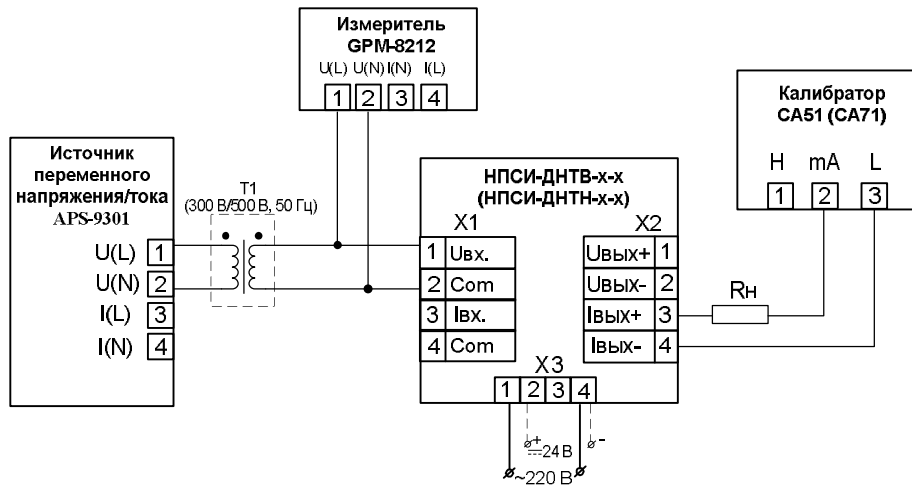 Измеритель
GPM-8212
U(L) U(N) I(N) I(L)
1 2 3 4
Калибратор
CA51 (CA71)
H mA L
1 2 3
Источник
переменного
напряжения/тока
APS-9301
U(L) 1
U(N) 2
I(L) 3
I(N) 4
T1
(300 В/500 В, 50 Гц)
НПСИ-ДНТВ-х-х
(НПСИ-ДНТН-х-х)
X1
1 Uвх.
2 Com
3 Iвх.
4 Com
X2
Uвых+ 1
Uвых- 2
Iвых+ 3
Iвых- 4
Rн
X3
1 2 3 4
+ -
24 В
~220 В